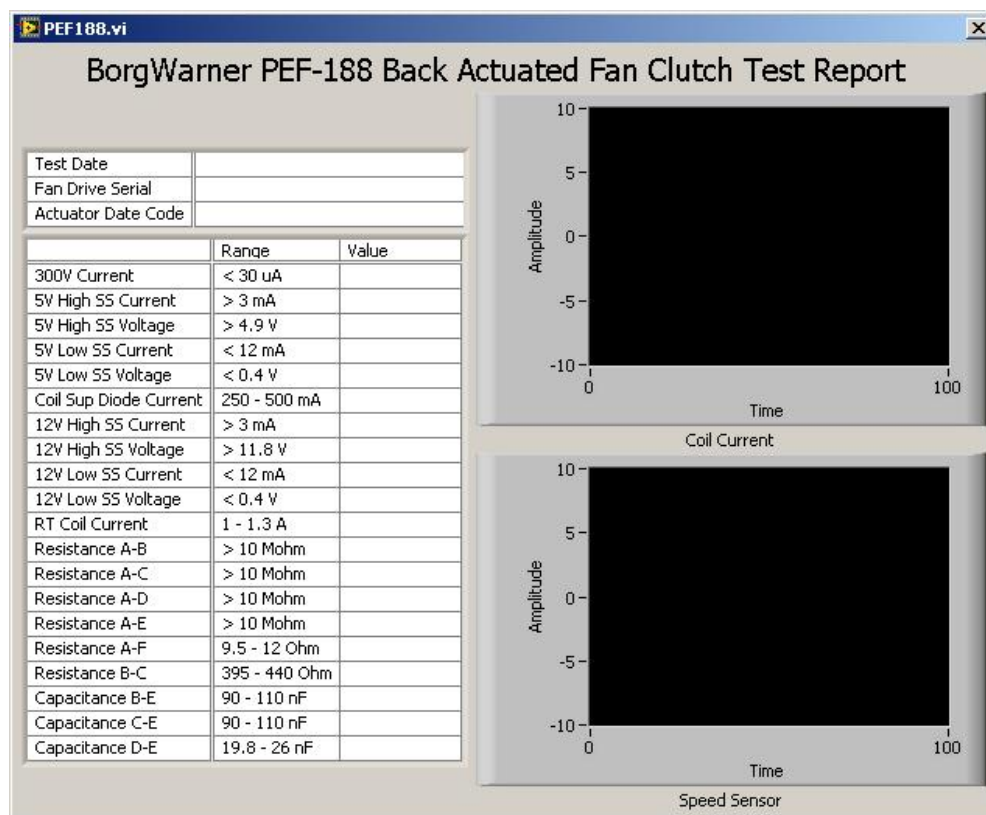 PEF188.vi
BorgWarner PEF-188 Back Actuated Fan Clutch Test Report
Test Date
Fan Drive Serial
Actuator Date Code
Range Value
300V Current < 30 uA
5V High SS Current > 3 mA
5V High SS Voltage > 4.9 V
5V Low SS Current < 12 mA
5V Low SS Voltage < 0.4 V
Coil Sup Diode Current 250 - 500 mA
12V High SS Current > 3 mA
12V High SS Voltage > 11.8 V
12V Low SS Current < 12 mA
12V Low SS Voltage < 0.4 V
RT Coil Current 1 - 1.3 A
Resistance A-B > 10 Mohm
Resistance A-C > 10 Mohm
Resistance A-D > 10 Mohm
Resistance A-E > 10 Mohm
Resistance A-F 9.5 - 12 Ohm
Resistance B-C 395 - 440 Ohm
Capacitance B-E 90 - 110 nF
Capacitance C-E 90 - 110 nF
Capacitance D-E 19.8 - 26 nF
10
5
0
-5
-10
Amplitude
0 100
Time
Coil Current
10
5
0
-5
-10
Amplitude
0 100
Time
Speed Sensor